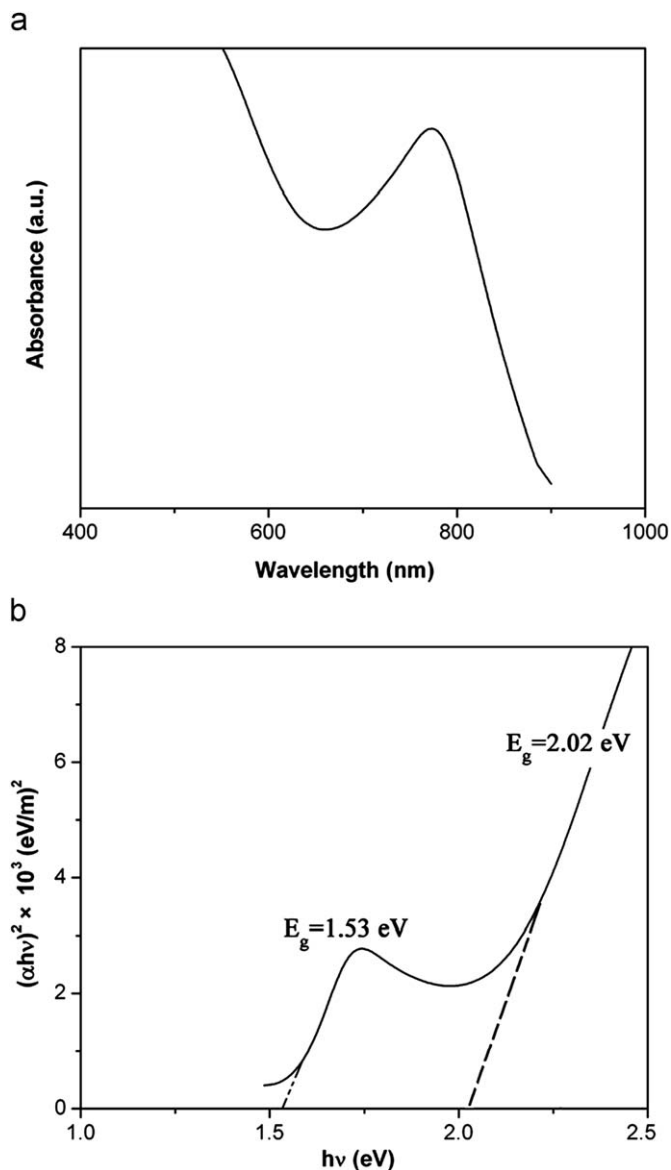 a
Absorbance (a.u.)
400
600
800
1000
Wavelength (nm)
b
8
6
4
2
0
(αhν)² × 10³ (eV/m)²
E_g=2.02 eV
E_g=1.53 eV
1.0
1.5
2.0
2.5
hν (eV)